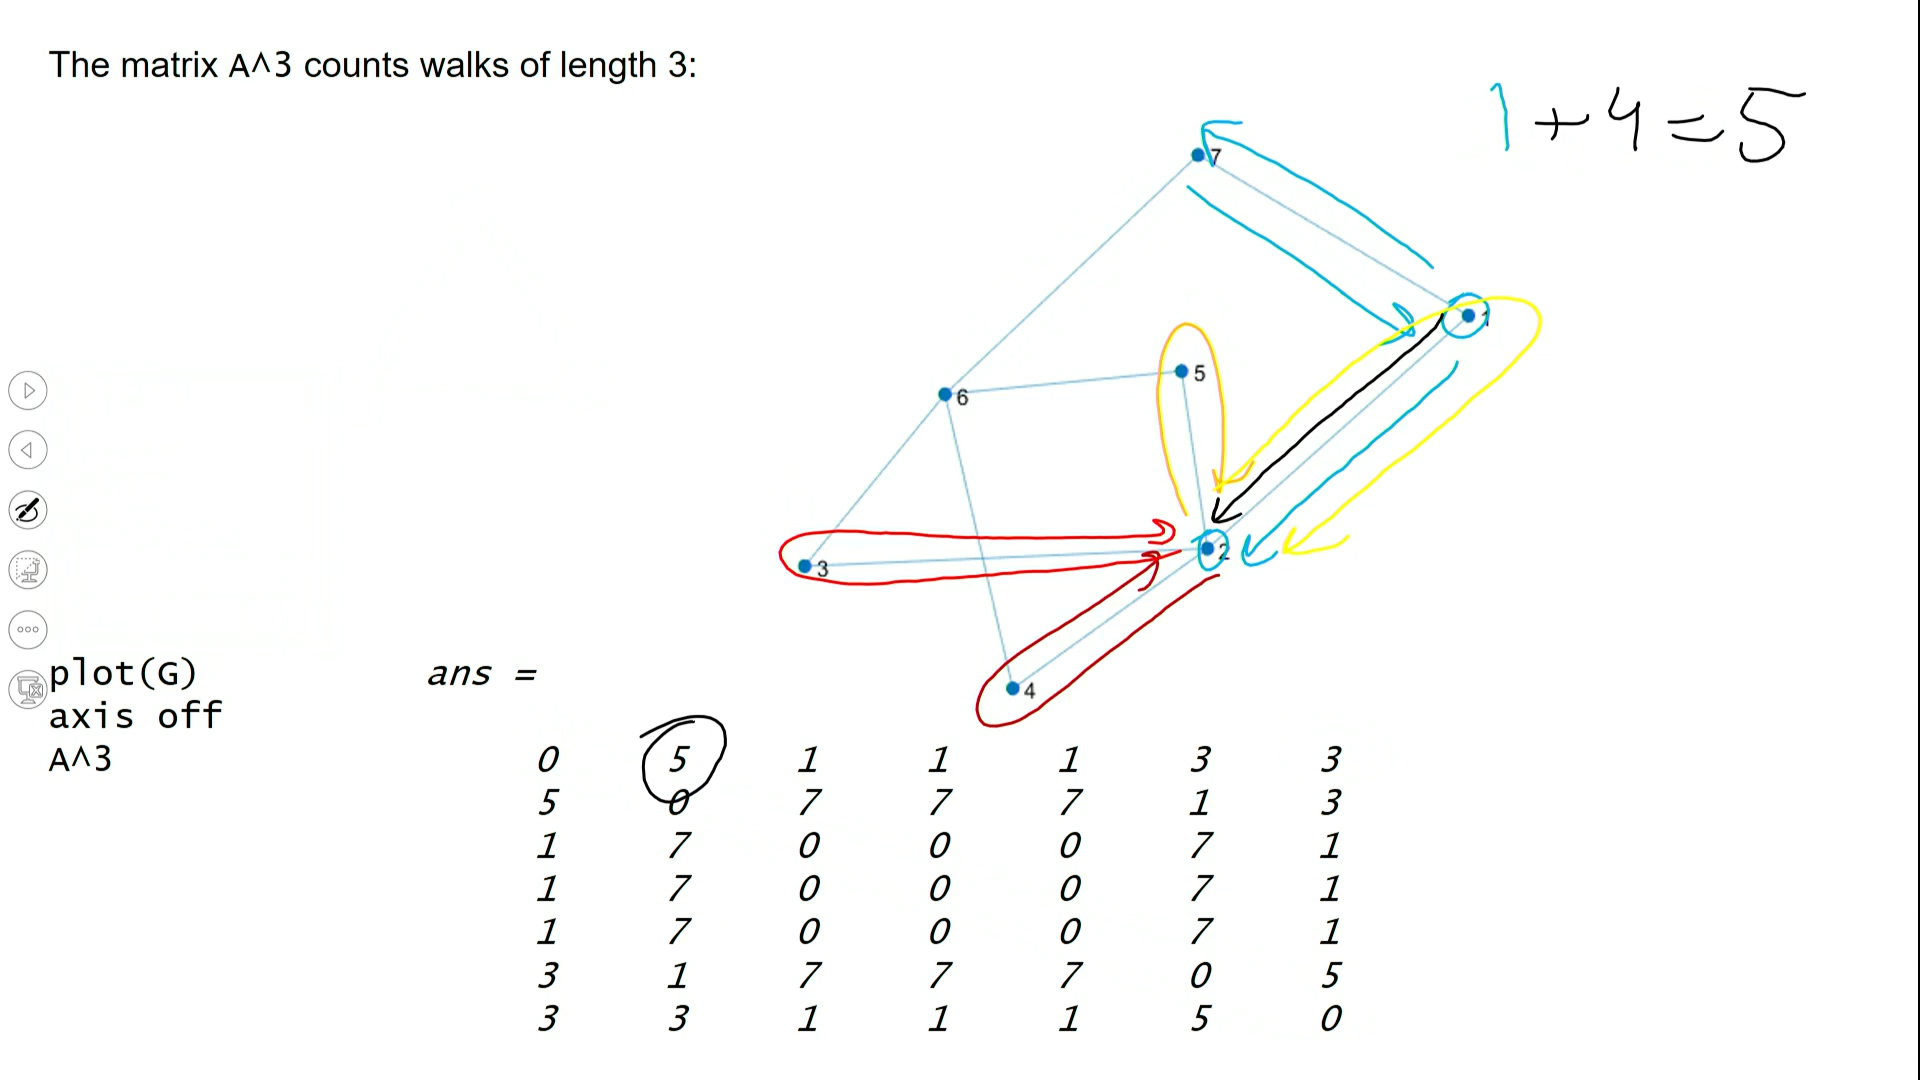 The matrix A^3 counts walks of length 3:
1+4=5
7
1
5
6
2
3
4
plot(G)
axis off
A^3
ans =
0 5 1 1 1 3 3
5 0 7 7 7 1 3
1 7 0 0 0 7 1
1 7 0 0 0 7 1
1 7 0 0 0 7 1
3 1 7 7 7 0 5
3 3 1 1 1 5 0